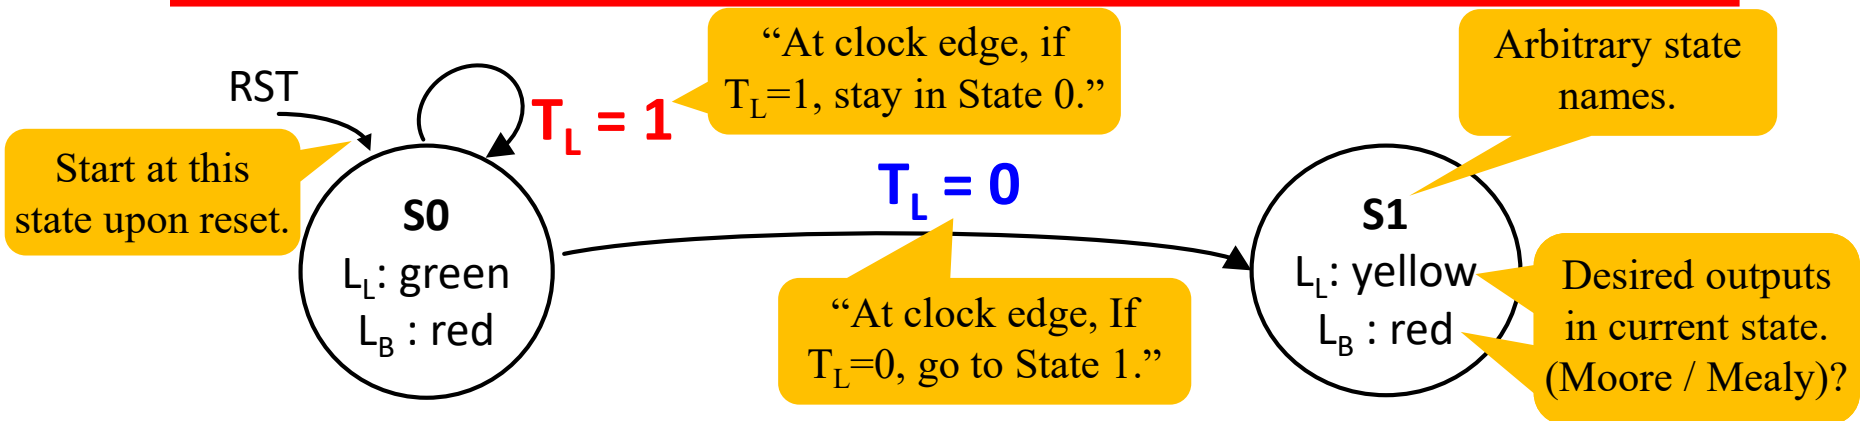 RST
Start at this
state upon reset.
S0
L_L: green
L_B : red
T_L = 1
“At clock edge, if
T_L=1, stay in State 0.”
T_L = 0
“At clock edge, If
T_L=0, go to State 1.”
Arbitrary state
names.
S1
L_L: yellow
L_B : red
Desired outputs
in current state.
(Moore / Mealy)?